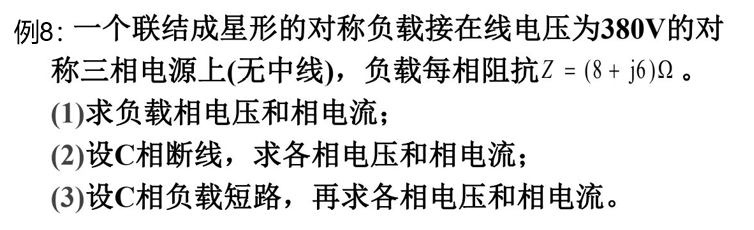 例8：一个联结成星形的对称负载接在线电压为380V的对
称三相电源上(无中线)，负载每相阻抗Z = (8 + j6)Ω 。
(1)求负载相电压和相电流；
(2)设C相断线，求各相电压和相电流；
(3)设C相负载短路，再求各相电压和相电流。